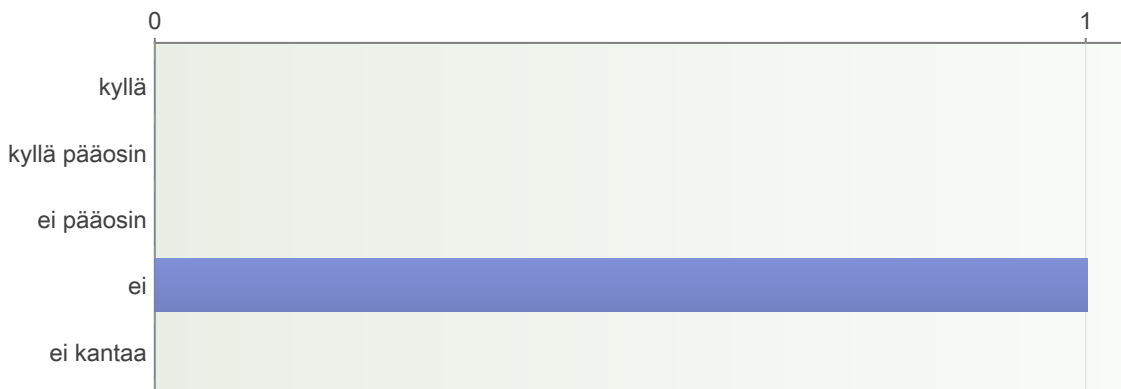 0 1
kyllä
kyllä pääosin
ei pääosin
ei
ei kantaa